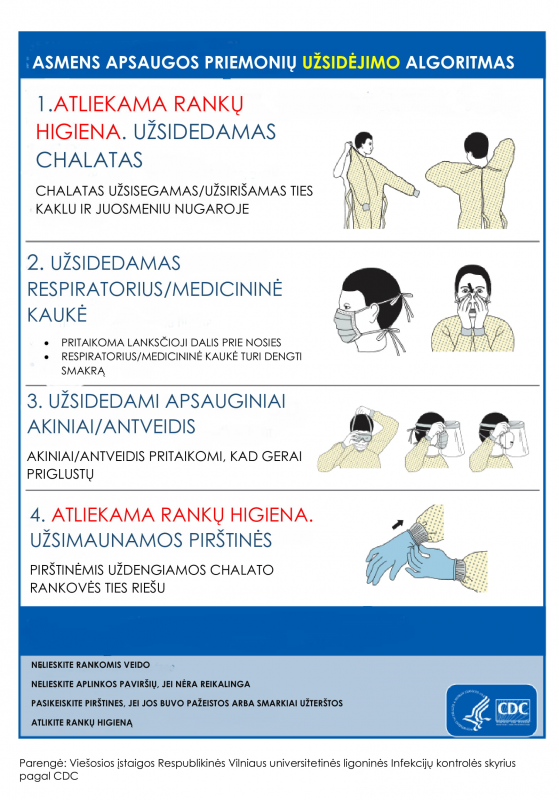 ASMENS APSAUGOS PRIEMONIŲ UŽSIDĖJIMO ALGORITMAS
1.ATLIEKAMA RANKŲ
HIGIENA. UŽSIDEDAMAS
CHALATAS
CHALATAS UŽSISEGAMAS/UŽSIRIŠAMAS TIES
KAKLU IR JUOSMENIU NUGAROJE
2. UŽSIDEDAMAS
RESPIRATORIUS/MEDICININĖ
KAUKĖ
• PRITAIKOMA LANKSČIOJI DALIS PRIE NOSIES
• RESPIRATORIUS/MEDICININĖ KAUKĖ TURI DENGTI
SMAKRĄ
3. UŽSIDEDAMI APSAUGINIAI
AKINIAI/ANTVEIDIS
AKINIAI/ANTVEIDIS PRITAIKOMI, KAD GERAI
PRIGLUSTŲ
4. ATLIEKAMA RANKŲ HIGIENA.
UŽSIMAUNAMOS PIRŠTINĖS
PIRŠTINĖMIS UŽDENGIAMOS CHALATO
RANKOVĖS TIES RIEŠU
NELIESKITE RANKOMIS VEIDO
NELIESKITE APLINKOS PAVIRŠIŲ, JEI NĖRA REIKALINGA
PASIKEISKITE PIRŠTINES, JEI JOS BUVO PAŽEISTOS ARBA SMARKIAI UŽTERŠTOS
ATLIKITE RANKŲ HIGIENĄ
CDC
Parengė: Viešosios įstaigos Respublikinės Vilniaus universitetinės ligoninės Infekcijų kontrolės skyrius
pagal CDC